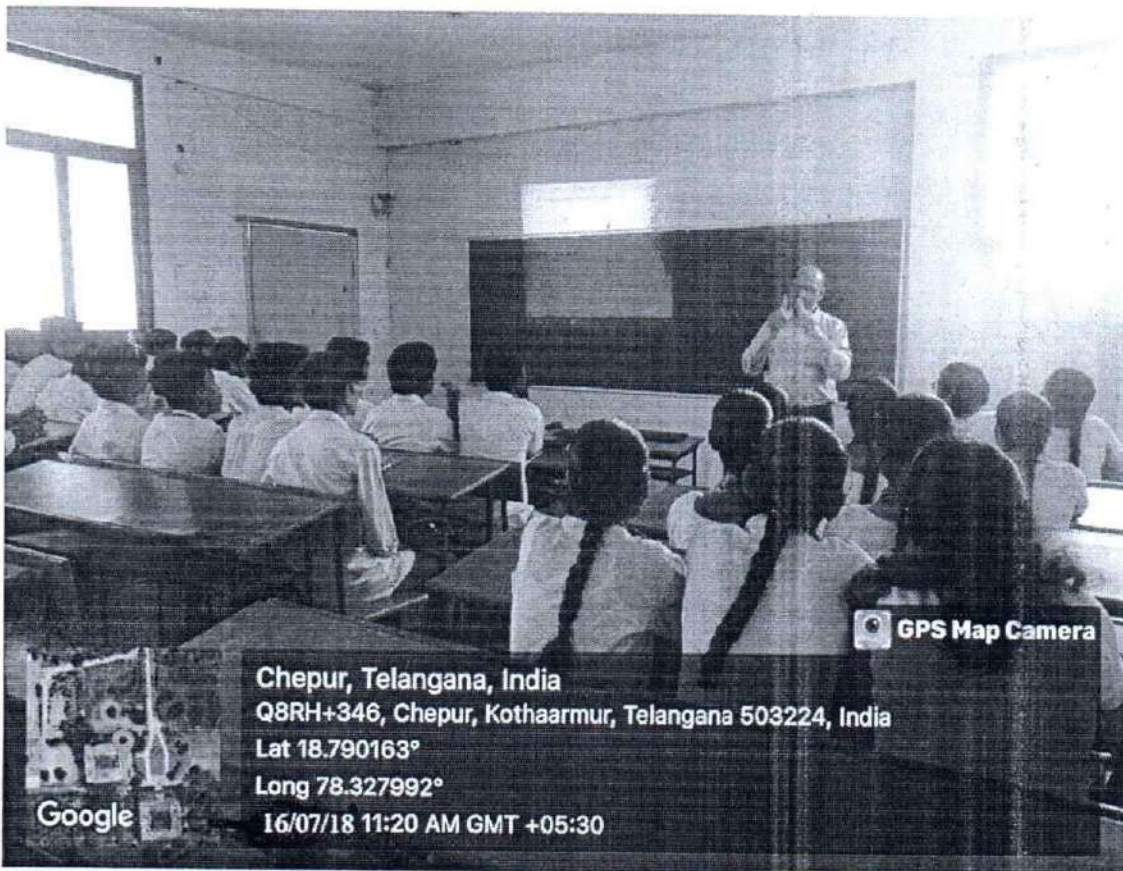 GPS Map Camera
Chepur, Telangana, India
Q8RH+346, Chepur, Kothaarmur, Telangana 503224, India
Lat 18.790163°
Long 78.327992°
Google
16/07/18 11:20 AM GMT +05:30